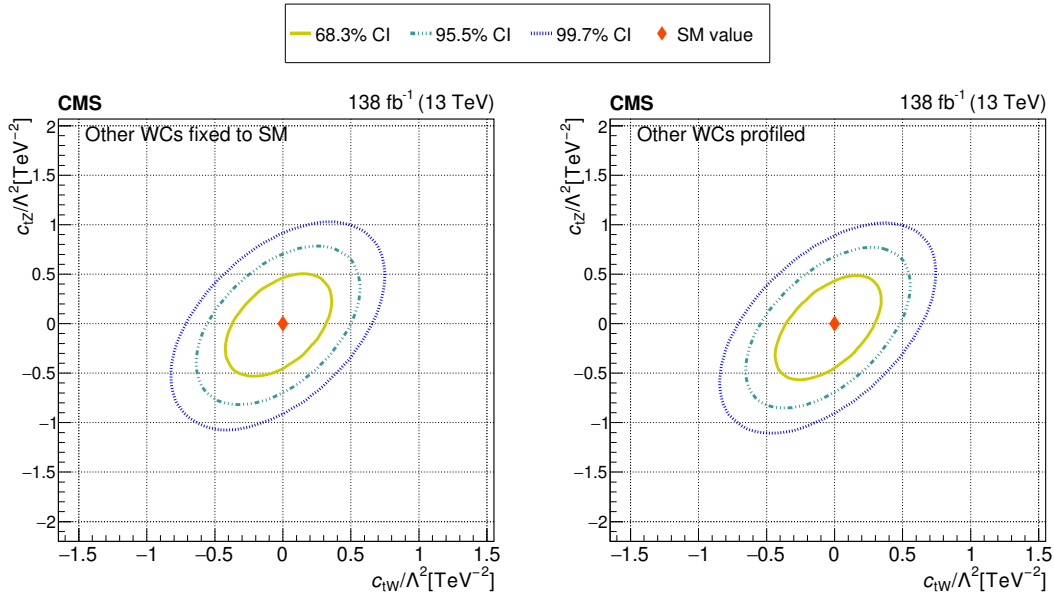 68.3% CI 95.5% CI 99.7% CI SM value
CMS 138 fb⁻¹ (13 TeV)
Other WCs fixed to SM
c_tZ/Λ² [TeV⁻²]
2
1.5
1
0.5
0
−0.5
−1
−1.5
−2
−1.5 −1 −0.5 0 0.5 1 1.5
c_tW/Λ² [TeV⁻²]
CMS 138 fb⁻¹ (13 TeV)
Other WCs profiled
c_tZ/Λ² [TeV⁻²]
2
1.5
1
0.5
0
−0.5
−1
−1.5
−2
−1.5 −1 −0.5 0 0.5 1 1.5
c_tW/Λ² [TeV⁻²]